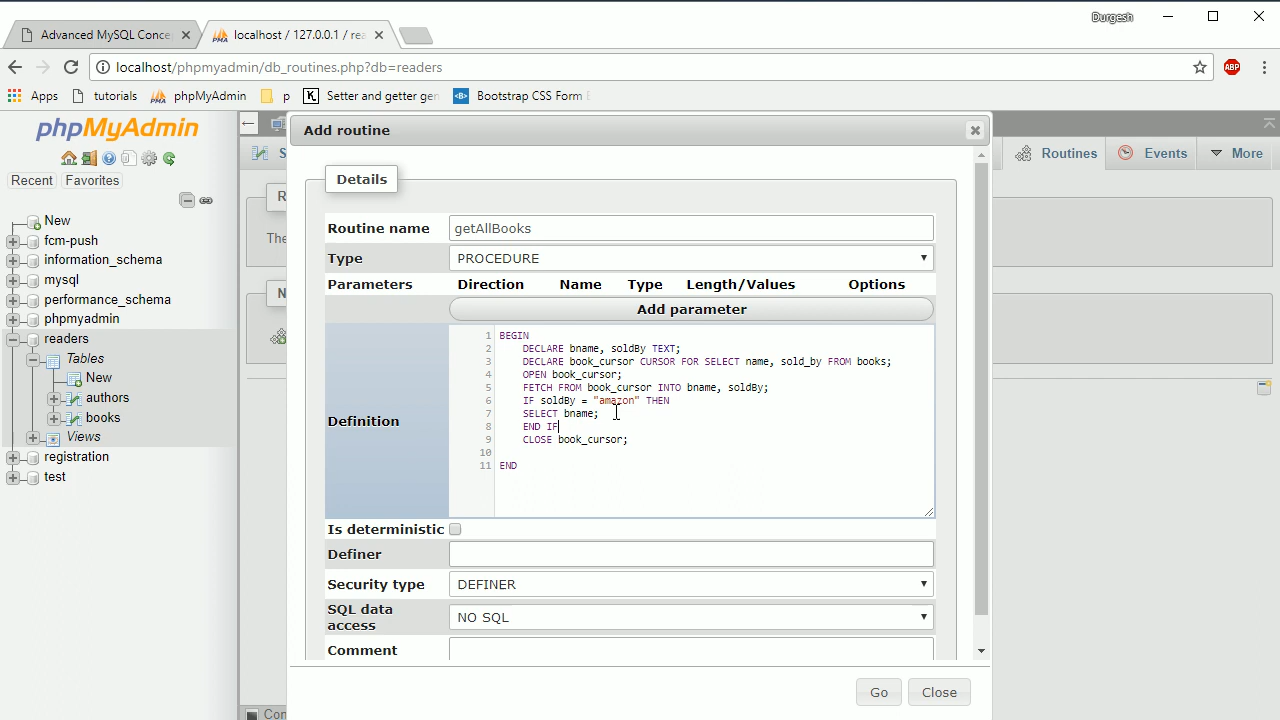 Durgesh
Advanced MySQL Conce
localhost / 127.0.0.1 / re
localhost/phpmyadmin/db_routines.php?db=readers
ABP
Apps tutorials phpMyAdmin p Setter and getter gen Bootstrap CSS Form E
phpMyAdmin
Recent Favorites
New
fcm-push
information_schema
mysql
performance_schema
phpmyadmin
readers
Tables
New
authors
books
Views
registration
test
S
Routines
Events
More
R
The
N
Con
Add routine
Details
Routine name getAllBooks
Type PROCEDURE
Parameters Direction Name Type Length/Values Options
Add parameter
Definition
1 BEGIN
2 DECLARE bname, soldBy TEXT;
3 DECLARE book_cursor CURSOR FOR SELECT name, sold_by FROM books;
4 OPEN book_cursor;
5 FETCH FROM book_cursor INTO bname, soldBy;
6 IF soldBy = "amazon" THEN
7 SELECT bname;
8 END IF
9 CLOSE book_cursor;
10
11 END
Is deterministic
Definer
Security type DEFINER
SQL data
access NO SQL
Comment
Go Close